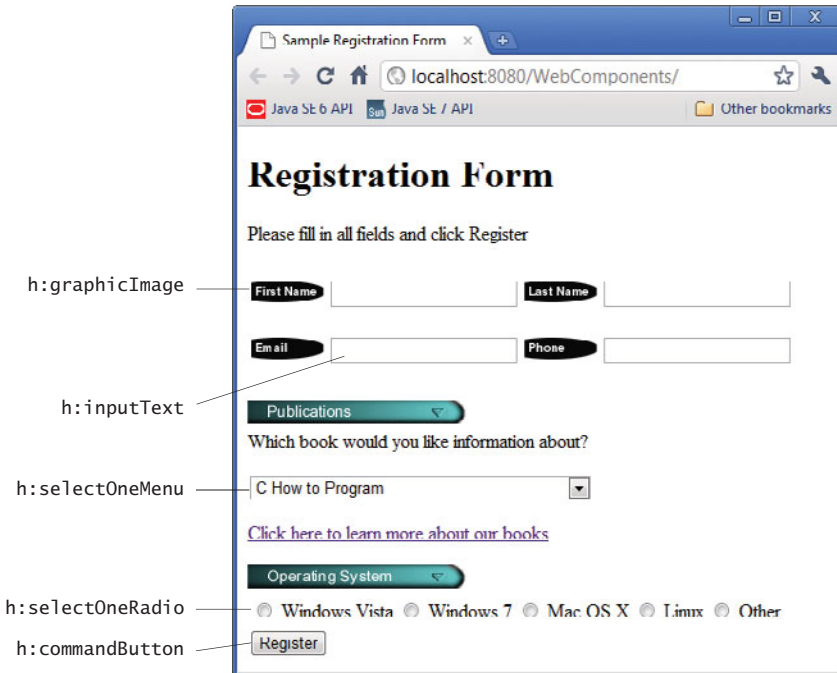 Sample Registration Form
localhost:8080/WebComponents/
Java SE 6 API Sun Java SE 7 API Other bookmarks
Registration Form
Please fill in all fields and click Register
h:graphicImage First Name Last Name
Email Phone
h:inputText
Publications
Which book would you like information about?
h:selectOneMenu C How to Program
Click here to learn more about our books
Operating System
h:selectOneRadio Windows Vista Windows 7 Mac OS X Linux Other
h:commandButton Register